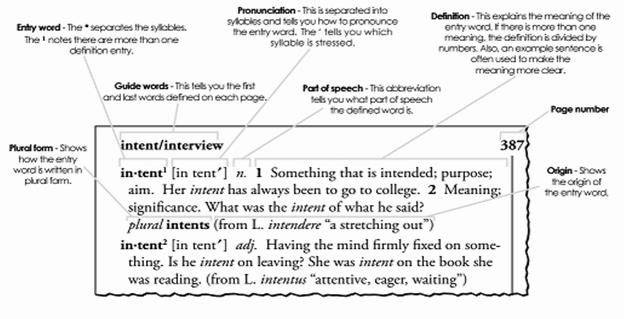 Entry word - The * separates the syllables.
The ¹ notes there are more than one
definition entry.
Pronunciation - This is separated into
syllables and tells you how to pronounce
the entry word. The ′ tells you which
syllable is stressed.
Definition - This explains the meaning of the
entry word. If there is more than one
meaning, the definition is divided by
numbers. Also, an example sentence is
often used to make the
meaning more clear.
Guide words - This tells you the first
and last words defined on each page.
Part of speech - This abbreviation
tells you what part of speech
the defined word is.
Page number
Plural form - Shows
how the entry
word is written in
plural form.
Origin - Shows
the origin of
the entry word.
intent/interview 387
in·tent¹ [in tent′] n. 1 Something that is intended; purpose;
aim. Her intent has always been to go to college. 2 Meaning;
significance. What was the intent of what he said?
plural intents (from L. intendere “a stretching out”)
in·tent² [in tent′] adj. Having the mind firmly fixed on some-
thing. Is he intent on leaving? She was intent on the book she
was reading. (from L. intentus “attentive, eager, waiting”)